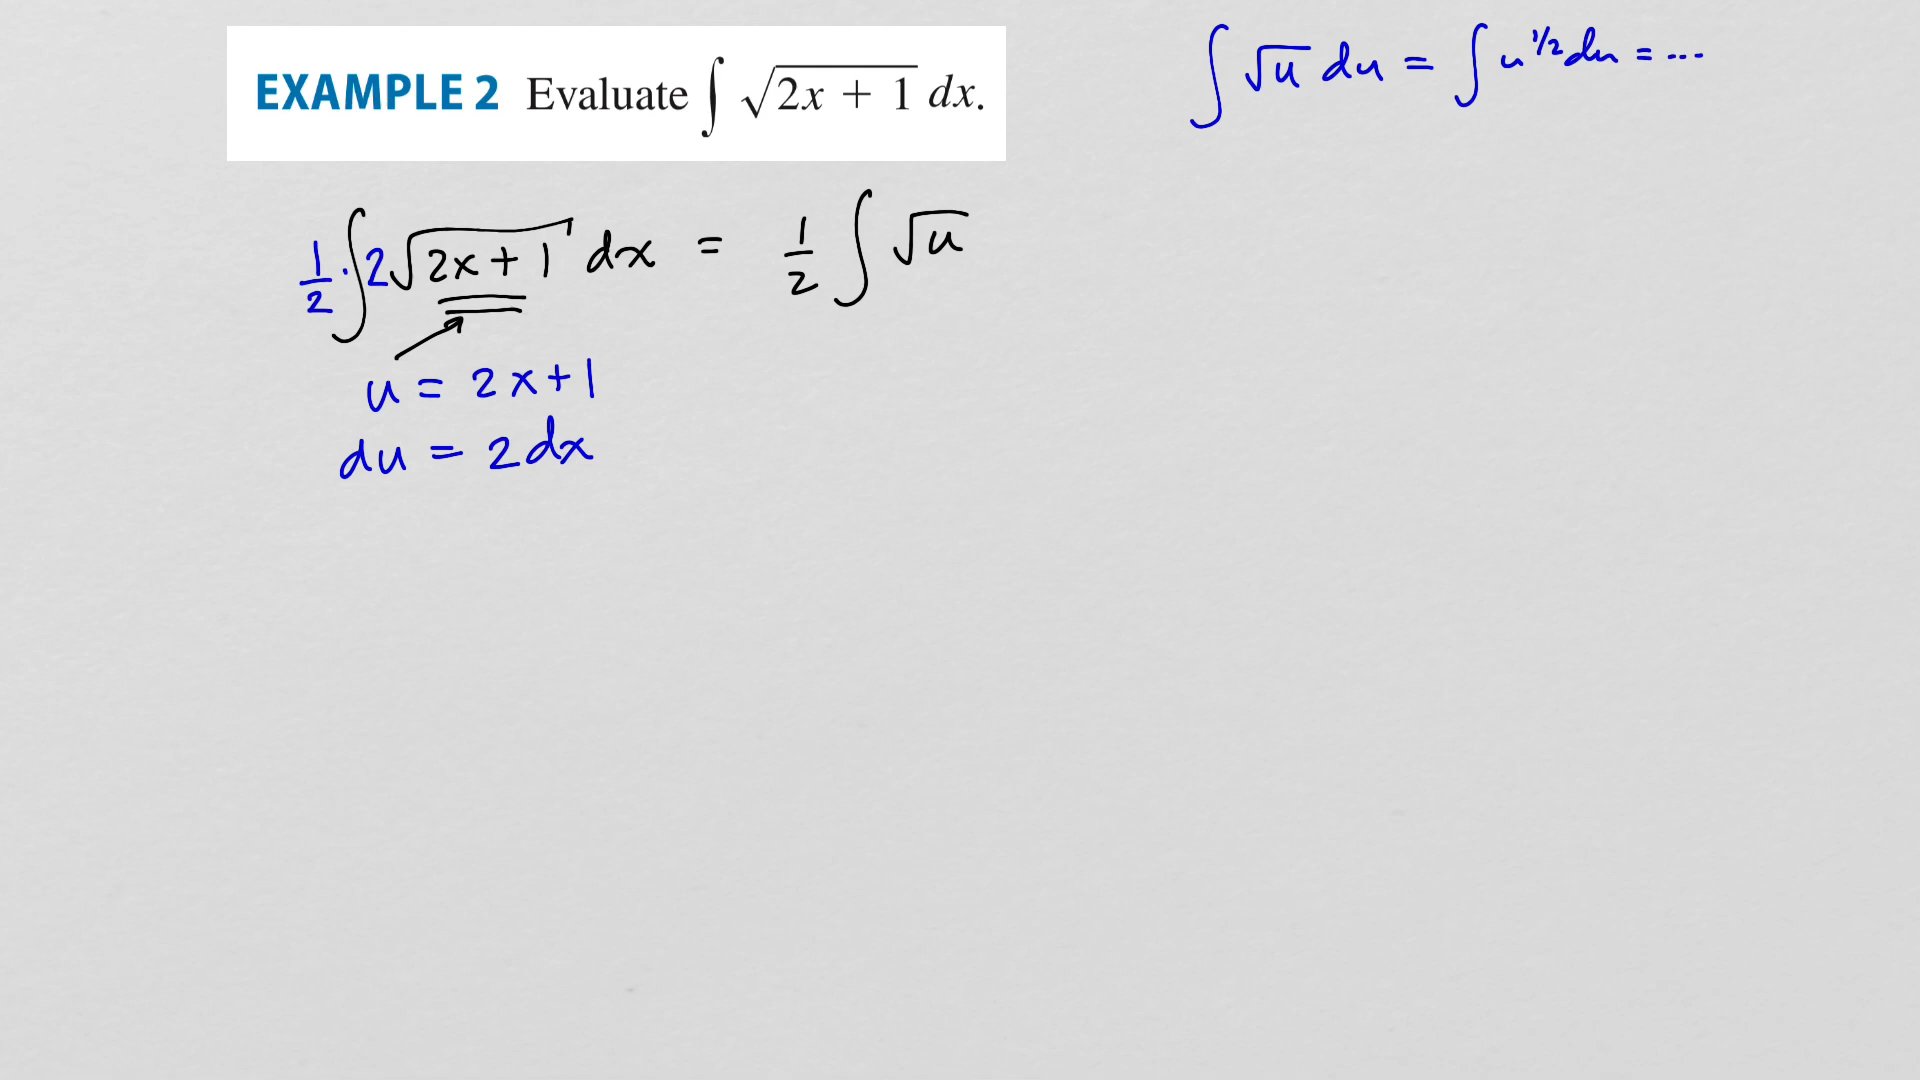 EXAMPLE 2 Evaluate ∫ √(2x + 1) dx.
∫ √u du = ∫ u^1/2 du = ...
1/2 · ∫ 2√(2x + 1) dx = 1/2 ∫ √u
u = 2x+1
du = 2dx